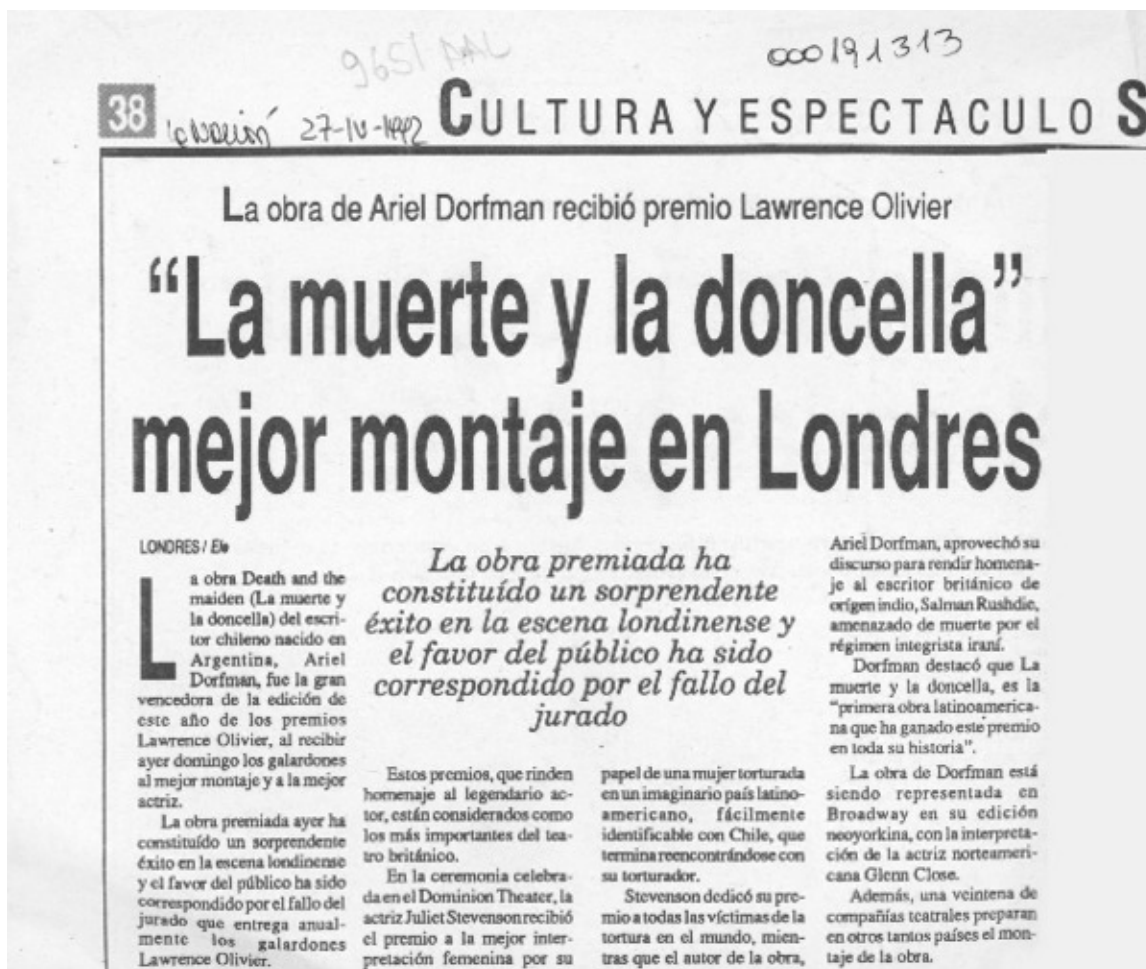 9651 AAL
000191313
38 la Nación 27-IV-1992 CULTURA Y ESPECTACULO S
La obra de Ariel Dorfman recibió premio Lawrence Olivier
“La muerte y la doncella”
mejor montaje en Londres
LONDRES / Efe
La obra Death and the
maiden (La muerte y
la doncella) del escri-
tor chileno nacido en
Argentina, Ariel
Dorfman, fue la gran
vencedora de la edición de
este año de los premios
Lawrence Olivier, al recibir
ayer domingo los galardones
al mejor montaje y a la mejor
actriz.
La obra premiada ayer ha
constituído un sorprendente
éxito en la escena londinense
y el favor del público ha sido
correspondido por el fallo del
jurado que entrega anual-
mente los galardones
Lawrence Olivier.
La obra premiada ha
constituído un sorprendente
éxito en la escena londinense y
el favor del público ha sido
correspondido por el fallo del
jurado
Estos premios, que rinden
homenaje al legendario ac-
tor, están considerados como
los más importantes del tea-
tro británico.
En la ceremonia celebra-
da en el Dominion Theater, la
actriz Juliet Stevenson recibió
el premio a la mejor inter-
pretación femenina por su
papel de una mujer torturada
en un imaginario país latino-
americano, fácilmente
identificable con Chile, que
termina reencontrándose con
su torturador.
Stevenson dedicó su pre-
mio a todas las víctimas de la
tortura en el mundo, mien-
tras que el autor de la obra,
Ariel Dorfman, aprovechó su
discurso para rendir homena-
je al escritor británico de
orígen indio, Salman Rushdie,
amenazado de muerte por el
régimen integrista iraní.
Dorfman destacó que La
muerte y la doncella, es la
“primera obra latinoamerica-
na que ha ganado este premio
en toda su historia”.
La obra de Dorfman está
siendo representada en
Broadway en su edición
neoyorkina, con la interpreta-
ción de la actriz norteameri-
cana Glenn Close.
Además, una veintena de
compañías teatrales preparan
en otros tantos países el mon-
taje de la obra.